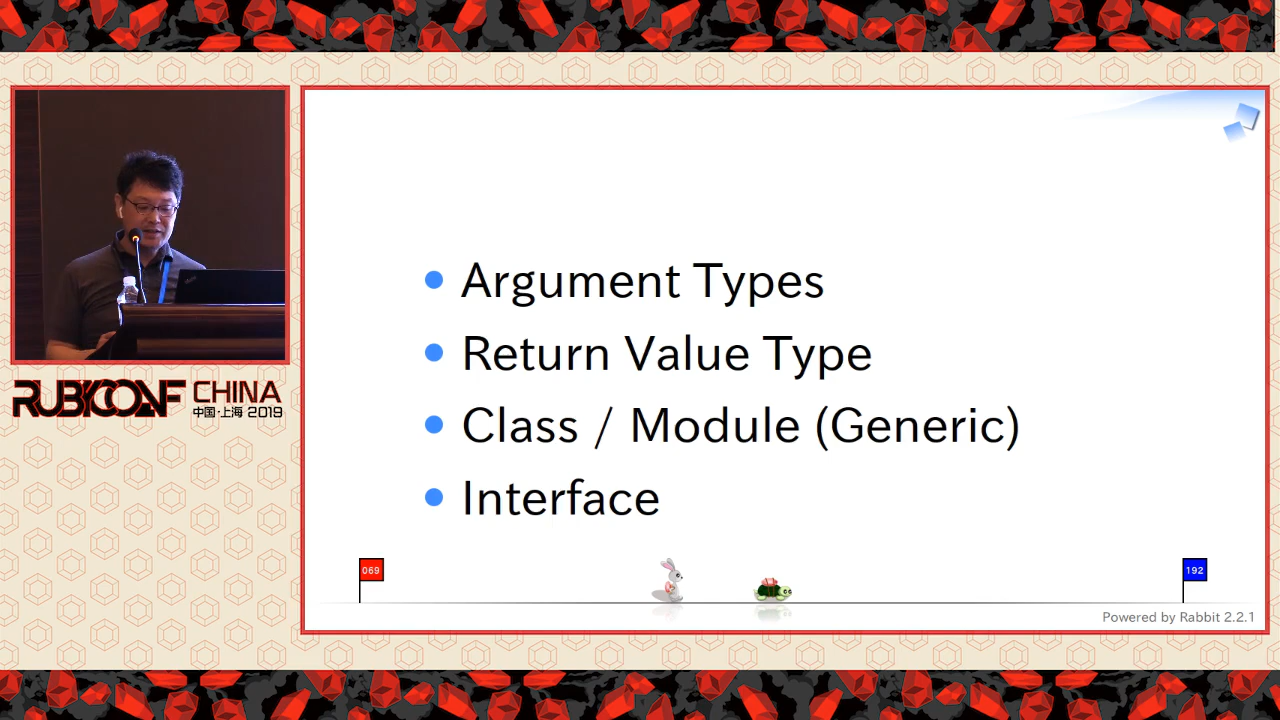 RUBYCONF CHINA
中国·上海 2019
Argument Types
Return Value Type
Class / Module (Generic)
Interface
069
192
Powered by Rabbit 2.2.1